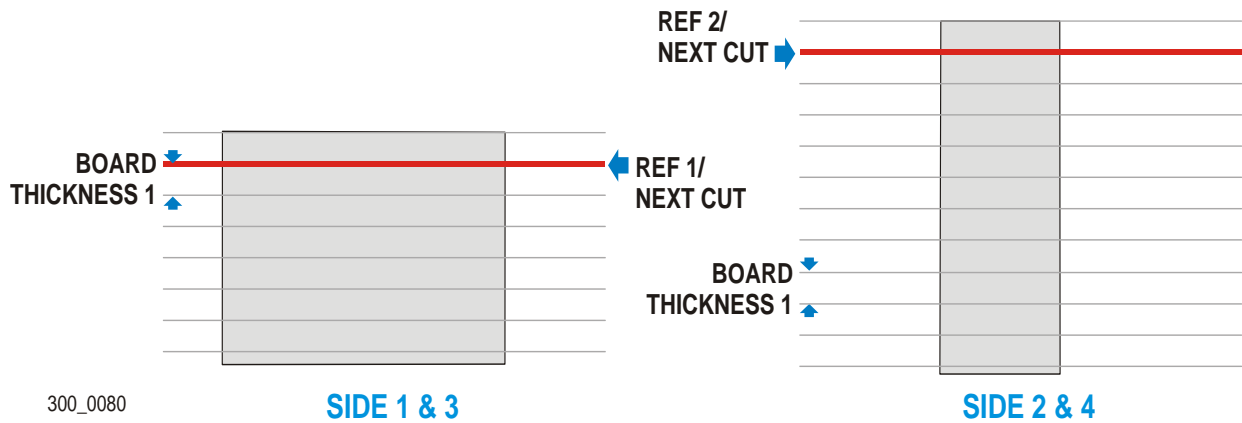 BOARD
THICKNESS 1
REF 1/
NEXT CUT
300_0080
SIDE 1 & 3
REF 2/
NEXT CUT
BOARD
THICKNESS 1
SIDE 2 & 4